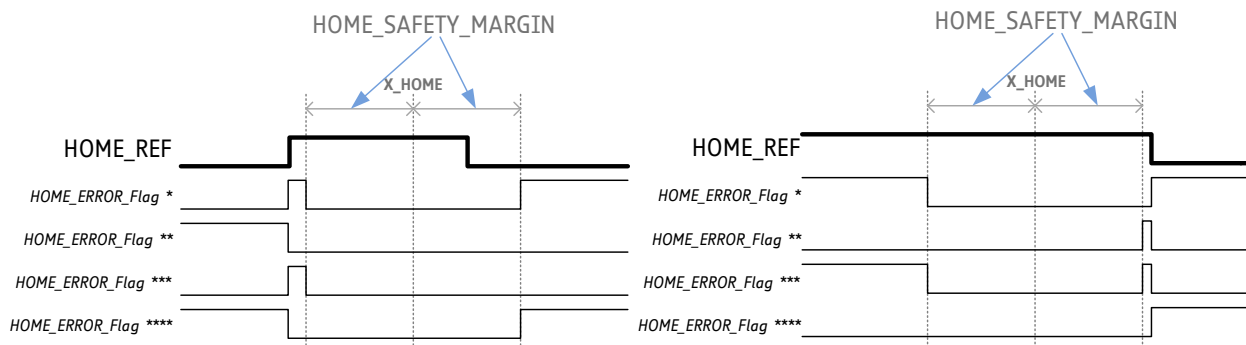 HOME_SAFETY_MARGIN
X_HOME
HOME_REF
HOME_ERROR_Flag *
HOME_ERROR_Flag **
HOME_ERROR_Flag ***
HOME_ERROR_Flag ****
HOME_SAFETY_MARGIN
X_HOME
HOME_REF
HOME_ERROR_Flag *
HOME_ERROR_Flag **
HOME_ERROR_Flag ***
HOME_ERROR_Flag ****